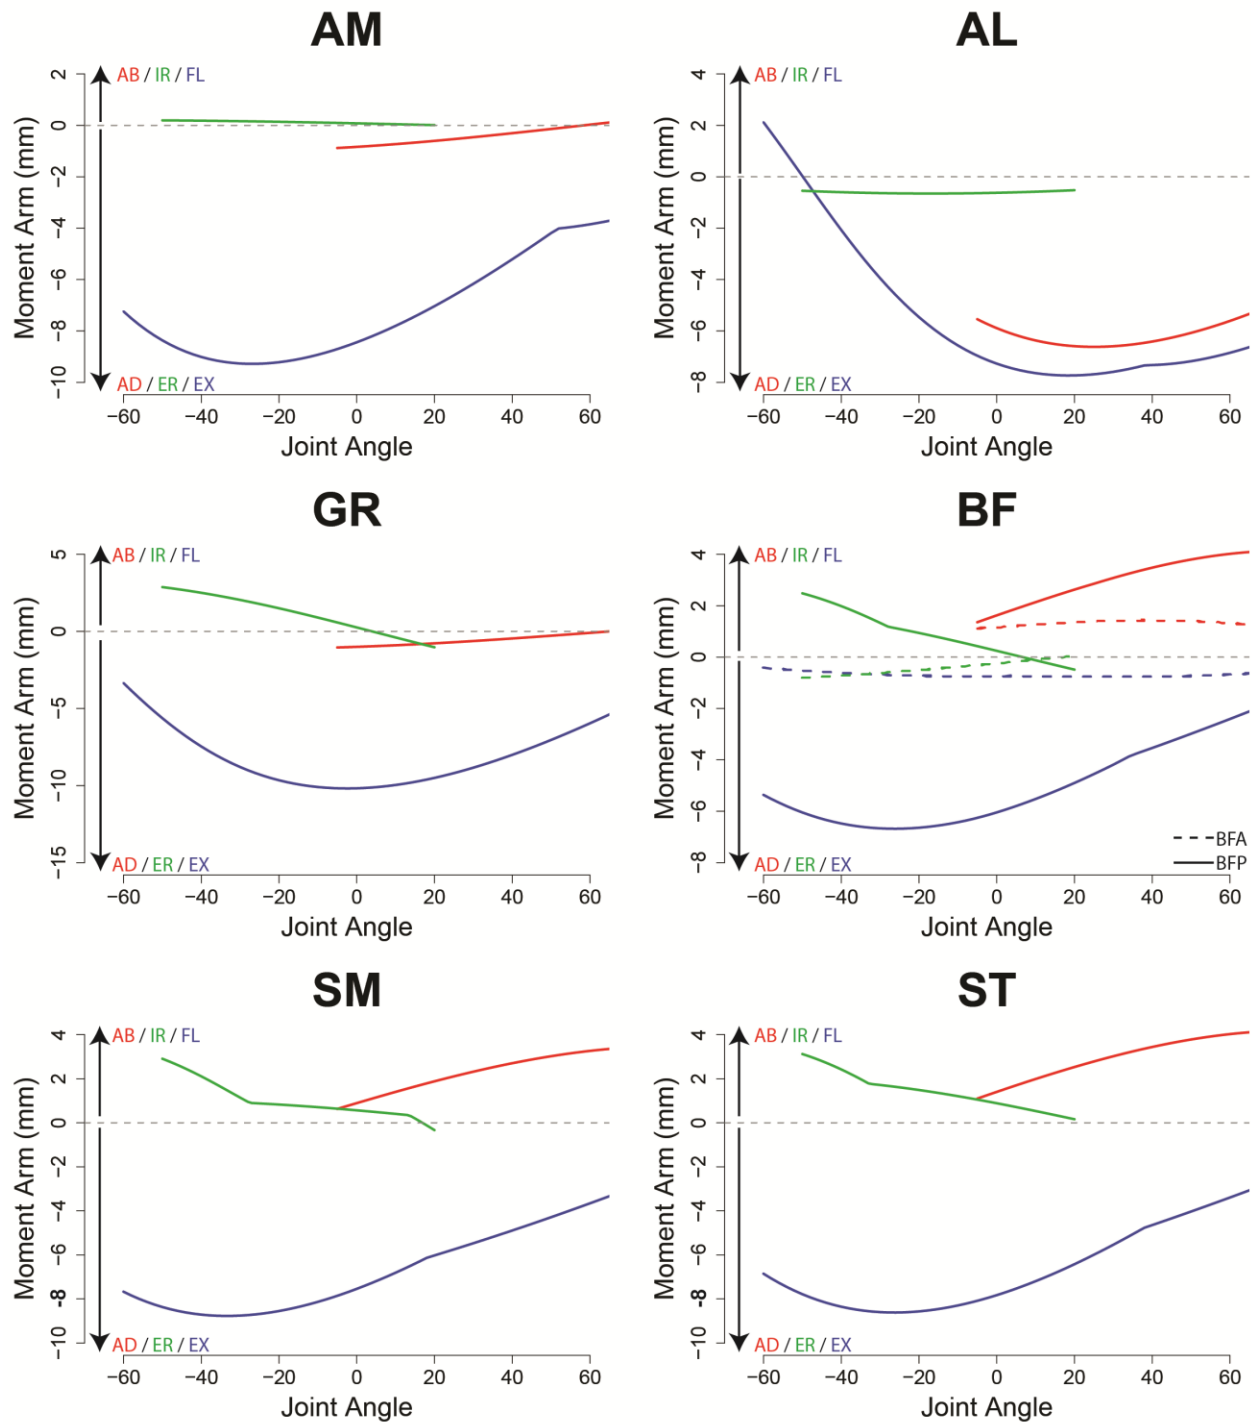 AM
AB / IR / FL
2
0
−2
−4
−6
−8
−10
Moment Arm (mm)
AD / ER / EX
−60 −40 −20 0 20 40 60
Joint Angle
AL
AB / IR / FL
4
2
0
−2
−4
−6
−8
Moment Arm (mm)
AD / ER / EX
−60 −40 −20 0 20 40 60
Joint Angle
GR
AB / IR / FL
5
0
−5
−10
−15
Moment Arm (mm)
AD / ER / EX
−60 −40 −20 0 20 40 60
Joint Angle
BF
AB / IR / FL
4
2
0
−2
−4
−6
−8
Moment Arm (mm)
BFA
BFP
AD / ER / EX
−60 −40 −20 0 20 40 60
Joint Angle
SM
AB / IR / FL
4
2
0
−2
−4
−6
−8
−10
Moment Arm (mm)
AD / ER / EX
−60 −40 −20 0 20 40 60
Joint Angle
ST
AB / IR / FL
4
2
0
−2
−4
−6
−8
−10
Moment Arm (mm)
AD / ER / EX
−60 −40 −20 0 20 40 60
Joint Angle